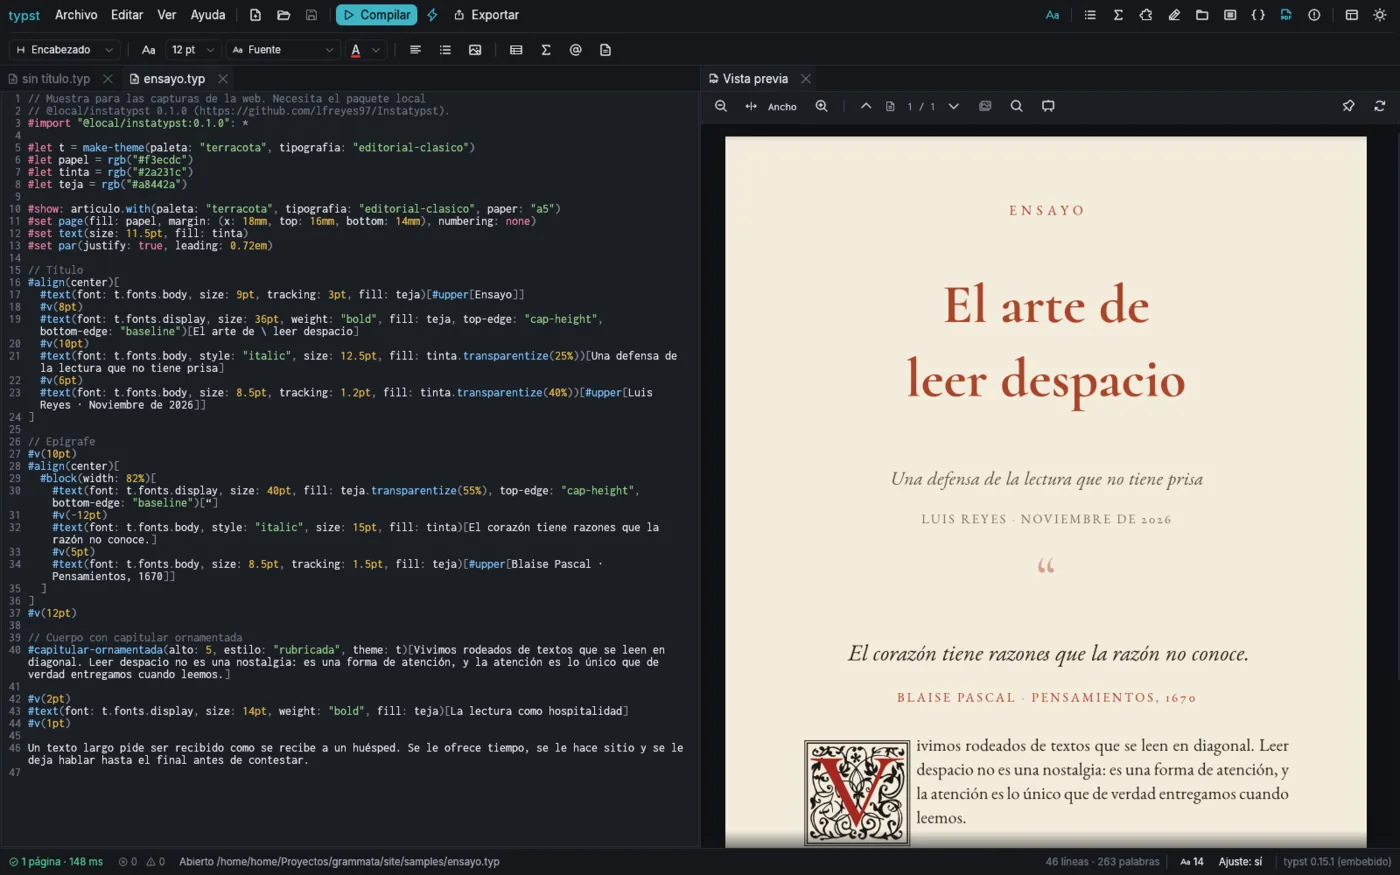 typst Archivo Editar Ver Ayuda Compilar Exportar Aa
H Encabezado Aa 12 pt Aa Fuente A
sin título.typ ensayo.typ
1 // Muestra para las capturas de la web. Necesita el paquete local
2 // @local/instatypst 0.1.0 (https://github.com/lfreyes97/Instatypst).
3 #import "@local/instatypst:0.1.0": *
4
5 #let t = make-theme(paleta: "terracota", tipografia: "editorial-clasico")
6 #let papel = rgb("#f3ecdc")
7 #let tinta = rgb("#2a231c")
8 #let teja = rgb("#a8442a")
9
10 #show: articulo.with(paleta: "terracota", tipografia: "editorial-clasico", paper: "a5")
11 #set page(fill: papel, margin: (x: 18mm, top: 16mm, bottom: 14mm), numbering: none)
12 #set text(size: 11.5pt, fill: tinta)
13 #set par(justify: true, leading: 0.72em)
14
15 // Título
16 #align(center)[
17 #text(font: t.fonts.body, size: 9pt, tracking: 3pt, fill: teja)[#upper[Ensayo]]
18 #v(8pt)
19 #text(font: t.fonts.display, size: 36pt, weight: "bold", fill: teja, top-edge: "cap-height",
bottom-edge: "baseline")[El arte de \ leer despacio]
20 #v(10pt)
21 #text(font: t.fonts.body, style: "italic", size: 12.5pt, fill: tinta.transparentize(25%))[Una defensa de
la lectura que no tiene prisa]
22 #v(6pt)
23 #text(font: t.fonts.body, size: 8.5pt, tracking: 1.2pt, fill: tinta.transparentize(40%))[#upper[Luis
Reyes · Noviembre de 2026]]
24 ]
25
26 // Epígrafe
27 #v(10pt)
28 #align(center)[
29 #block(width: 82%)[
30 #text(font: t.fonts.display, size: 40pt, fill: teja.transparentize(55%), top-edge: "cap-height",
bottom-edge: "baseline")[“]
31 #v(-12pt)
32 #text(font: t.fonts.body, style: "italic", size: 15pt, fill: tinta)[El corazón tiene razones que la
razón no conoce.]
33 #v(5pt)
34 #text(font: t.fonts.body, size: 8.5pt, tracking: 1.5pt, fill: teja)[#upper[Blaise Pascal ·
Pensamientos, 1670]]
35 ]
36 ]
37 #v(12pt)
38
39 // Cuerpo con capitular ornamentada
40 #capitular-ornamentada(alto: 5, estilo: "rubricada", theme: t)[Vivimos rodeados de textos que se leen en
diagonal. Leer despacio no es una nostalgia: es una forma de atención, y la atención es lo único que de
verdad entregamos cuando leemos.]
41
42 #v(2pt)
43 #text(font: t.fonts.display, size: 14pt, weight: "bold", fill: teja)[La lectura como hospitalidad]
44 #v(1pt)
45
46 Un texto largo pide ser recibido como se recibe a un huésped. Se le ofrece tiempo, se le hace sitio y se le
deja hablar hasta el final antes de contestar.
47
Vista previa
Ancho 1 / 1
ENSAYO
El arte de
leer despacio
Una defensa de la lectura que no tiene prisa
LUIS REYES · NOVIEMBRE DE 2026
“
El corazón tiene razones que la razón no conoce.
BLAISE PASCAL · PENSAMIENTOS, 1670
V ivimos rodeados de textos que se leen en diagonal. Leer
despacio no es una nostalgia: es una forma de atención, y
la atención es lo único que de verdad entregamos cuando
leemos.
1 página · 148 ms 0 0 Abierto /home/home/Proyectos/grammata/site/samples/ensayo.typ 46 líneas · 263 palabras Aa 14 Ajuste: sí typst 0.15.1 (embebido)